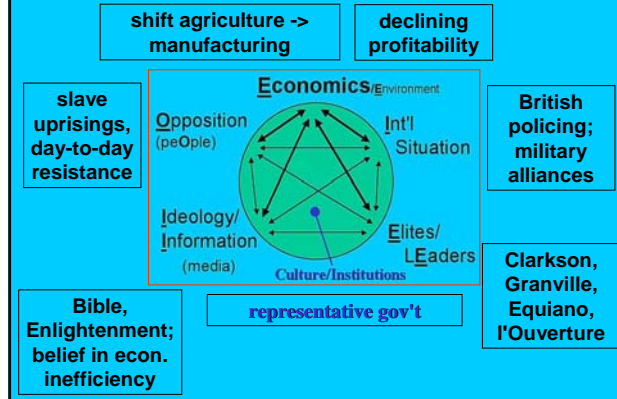 shift agriculture ->
manufacturing
declining
profitability
slave
uprisings,
day-to-day
resistance
Economics/Environment
Opposition
(peOple)
Int'l
Situation
Ideology/
Information
(media)
Elites/
LEaders
Culture/Institutions
British
policing;
military
alliances
Bible,
Enlightenment;
belief in econ.
inefficiency
representative gov't
Clarkson,
Granville,
Equiano,
l'Ouverture